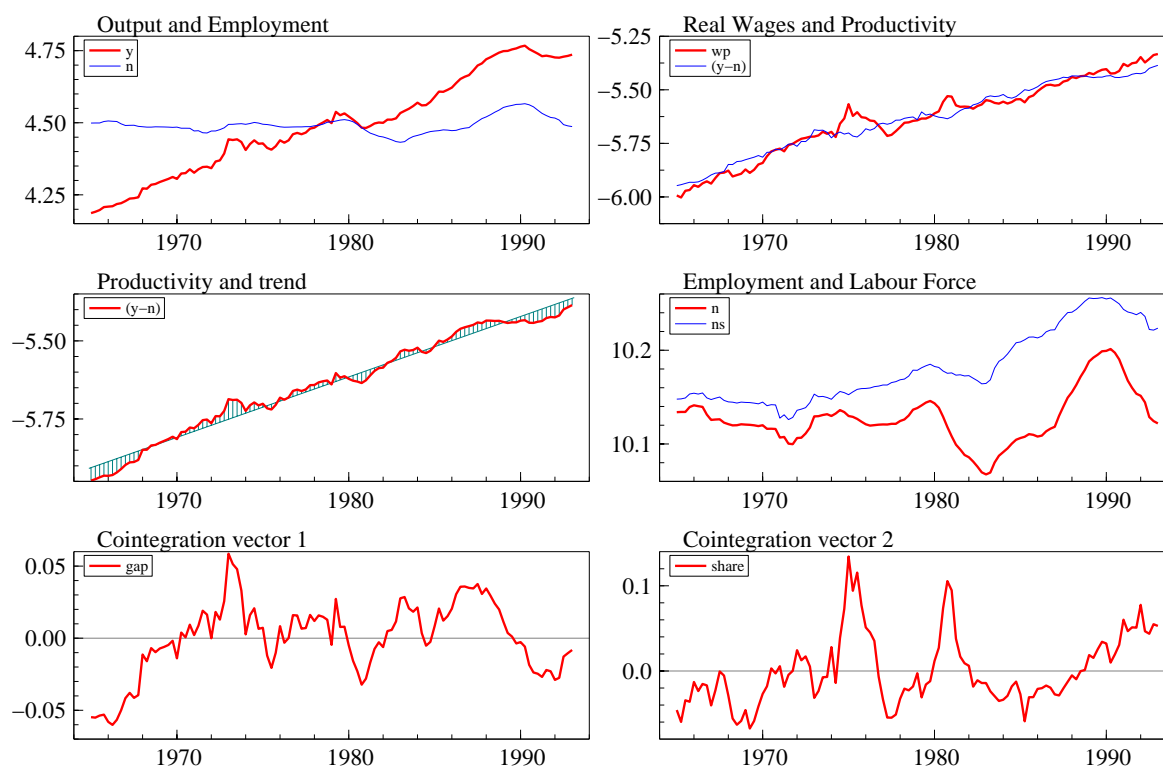 Output and Employment
4.75
4.50
4.25
y
n
1970 1980 1990
Real Wages and Productivity
−5.25
−5.50
−5.75
−6.00
wp
(y−n)
1970 1980 1990
Productivity and trend
−5.50
−5.75
(y−n)
1970 1980 1990
Employment and Labour Force
10.2
10.1
n
ns
1970 1980 1990
Cointegration vector 1
0.05
0.00
−0.05
gap
1970 1980 1990
Cointegration vector 2
0.1
0.0
share
1970 1980 1990